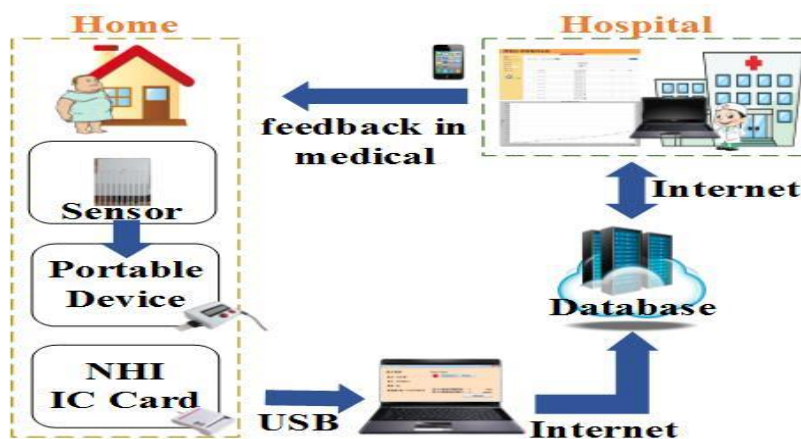 Home
Hospital
feedback in
medical
Sensor
Internet
Portable
Device
Database
NHI
IC Card
USB
Internet